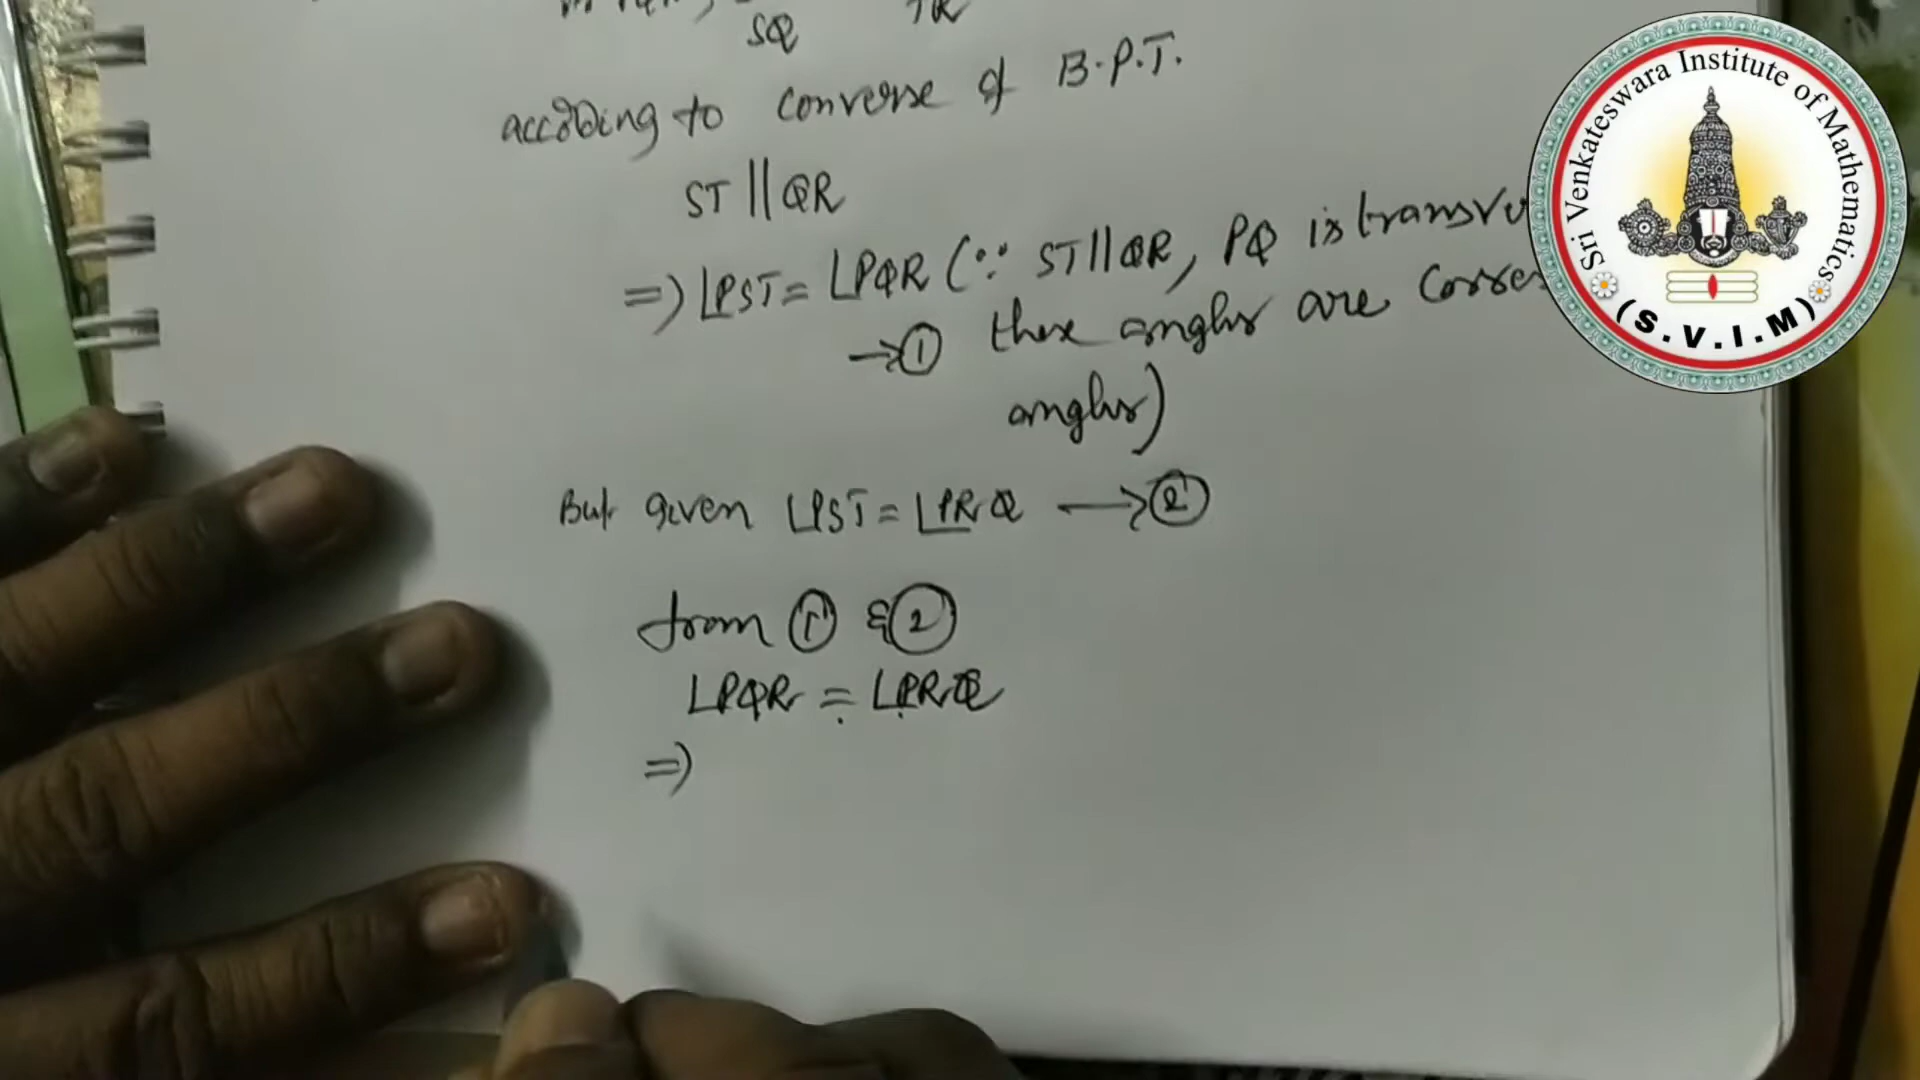 SQ TR
according to converse of B.P.T.
ST || QR
=) ∠PST = ∠PQR (∵ ST || QR, PQ is transve
→① these angles are corres
angles)
But given ∠PST = ∠PRQ → ②
from ① & ②
∠PQR = ∠PRQ
=)
Sri Venkateswara Institute of Mathematics
(S.V.I.M)